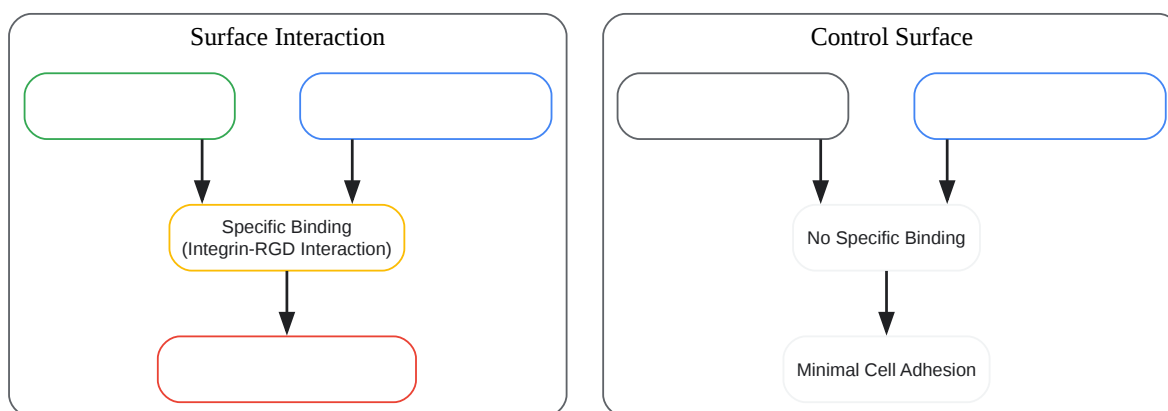 Surface Interaction
Specific Binding
(Integrin-RGD Interaction)
Control Surface
No Specific Binding
Minimal Cell Adhesion